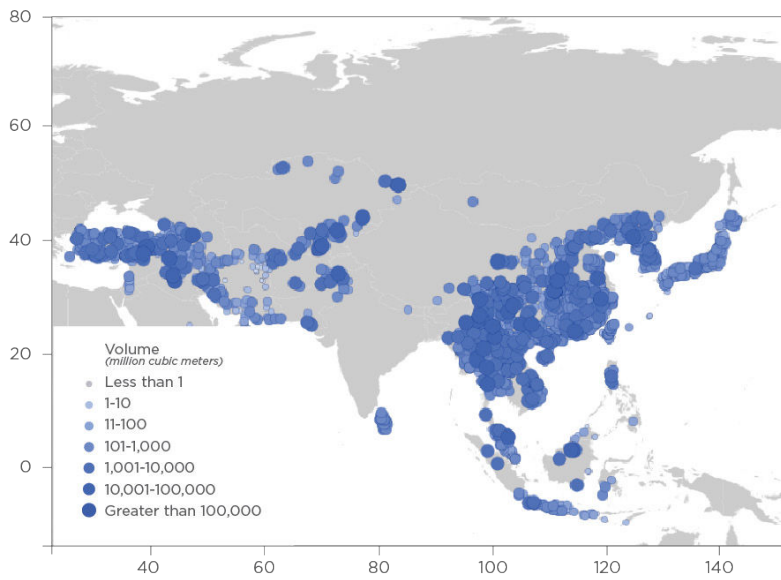 80
60
40
20
0
Volume
(million cubic meters)
Less than 1
1-10
11-100
101-1,000
1,001-10,000
10,001-100,000
Greater than 100,000
40 60 80 100 120 140